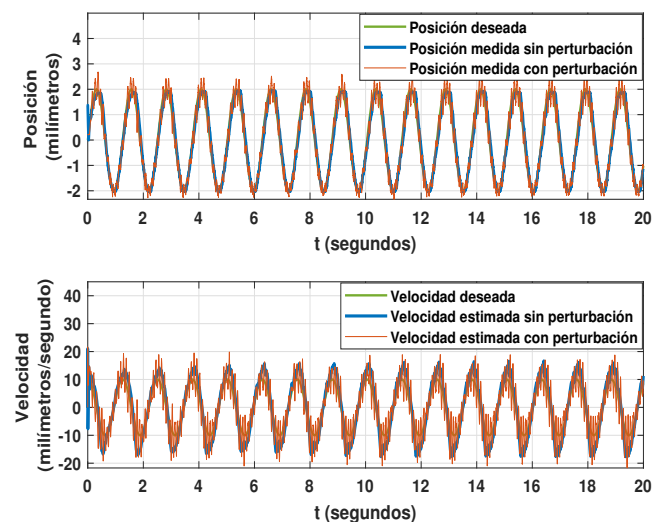 Posición deseada
Posición medida sin perturbación
Posición medida con perturbación
Posición
(milímetros)
4
3
2
1
0
-1
-2
0 2 4 6 8 10 12 14 16 18 20
t (segundos)
Velocidad deseada
Velocidad estimada sin perturbación
Velocidad estimada con perturbación
Velocidad
(milímetros/segundo)
40
30
20
10
0
-10
-20
0 2 4 6 8 10 12 14 16 18 20
t (segundos)